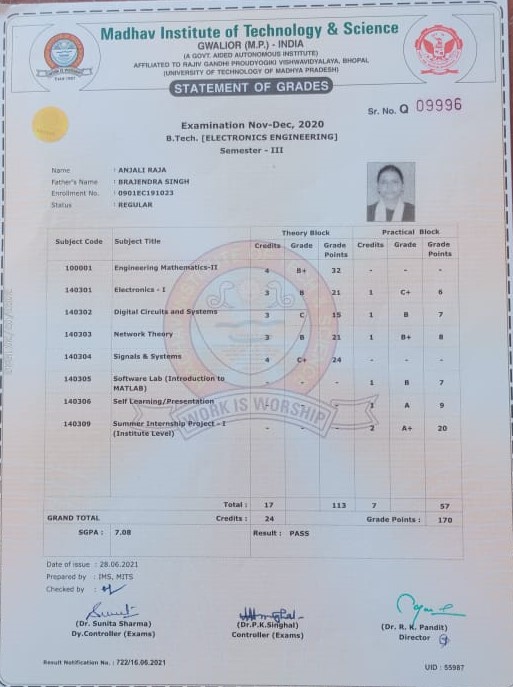 Madhav Institute of Technology & Science
GWALIOR (M.P.) - INDIA
(A GOVT. AIDED AUTONOMOUS INSTITUTE)
AFFILIATED TO RAJIV GANDHI PROUDYOGIKI VISHWAVIDYALAYA, BHOPAL
(UNIVERSITY OF TECHNOLOGY OF MADHYA PRADESH)
STATEMENT OF GRADES
Sr. No. Q 09996
Examination Nov-Dec, 2020
B.Tech. [ELECTRONICS ENGINEERING]
Semester - III
Name : ANJALI RAJA
Father's Name : BRAJENDRA SINGH
Enrollment No. : 0901EC191023
Status : REGULAR
Theory Block Practical Block
Subject Code Subject Title Credits Grade Grade Points Credits Grade Grade Points
100001 Engineering Mathematics-II 4 B+ 32 - - -
140301 Electronics - I 3 B 21 1 C+ 6
140302 Digital Circuits and Systems 3 C 15 1 B 7
140303 Network Theory 3 B 21 1 B+ 8
140304 Signals & Systems 4 C+ 24 - - -
140305 Software Lab (Introduction to MATLAB) - - - 1 B 7
140306 Self Learning/Presentation - - - 1 A 9
140309 Summer Internship Project - I (Institute Level) - - - 2 A+ 20
WORK IS WORSHIP
Total : 17 113 7 57
GRAND TOTAL Credits : 24 Grade Points : 170
SGPA : 7.08 Result : PASS
Date of issue : 28.06.2021
Prepared by : IMS, MITS
Checked by :
(Dr. Sunita Sharma) (Dr.P.K.Singhal) (Dr. R. K. Pandit)
Dy.Controller (Exams) Controller (Exams) Director
Result Notification No. : 722/16.06.2021
UID : 55987